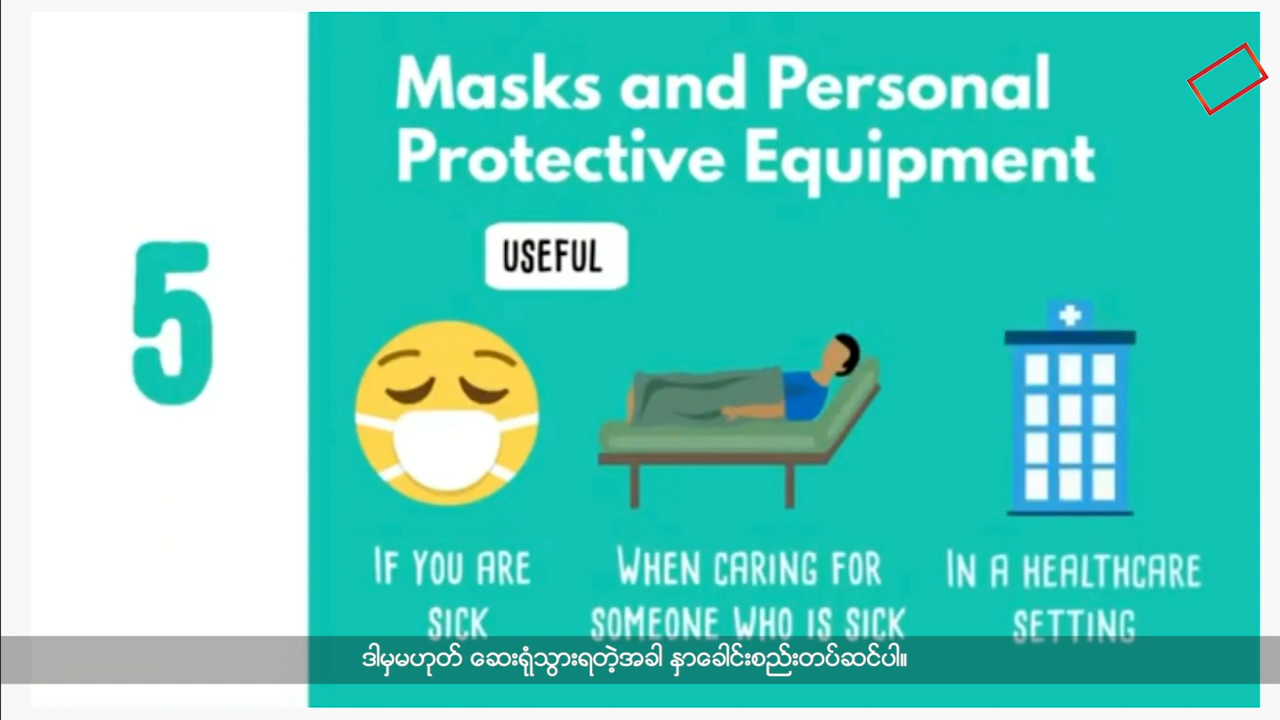 5
Masks and Personal
Protective Equipment
USEFUL
IF YOU ARE
SICK
WHEN CARING FOR
SOMEONE WHO IS SICK
IN A HEALTHCARE
SETTING
ဒါမှမဟုတ် ဆေးရုံသွားရတဲ့အခါ နှာခေါင်းစည်းတပ်ဆင်ပါ။